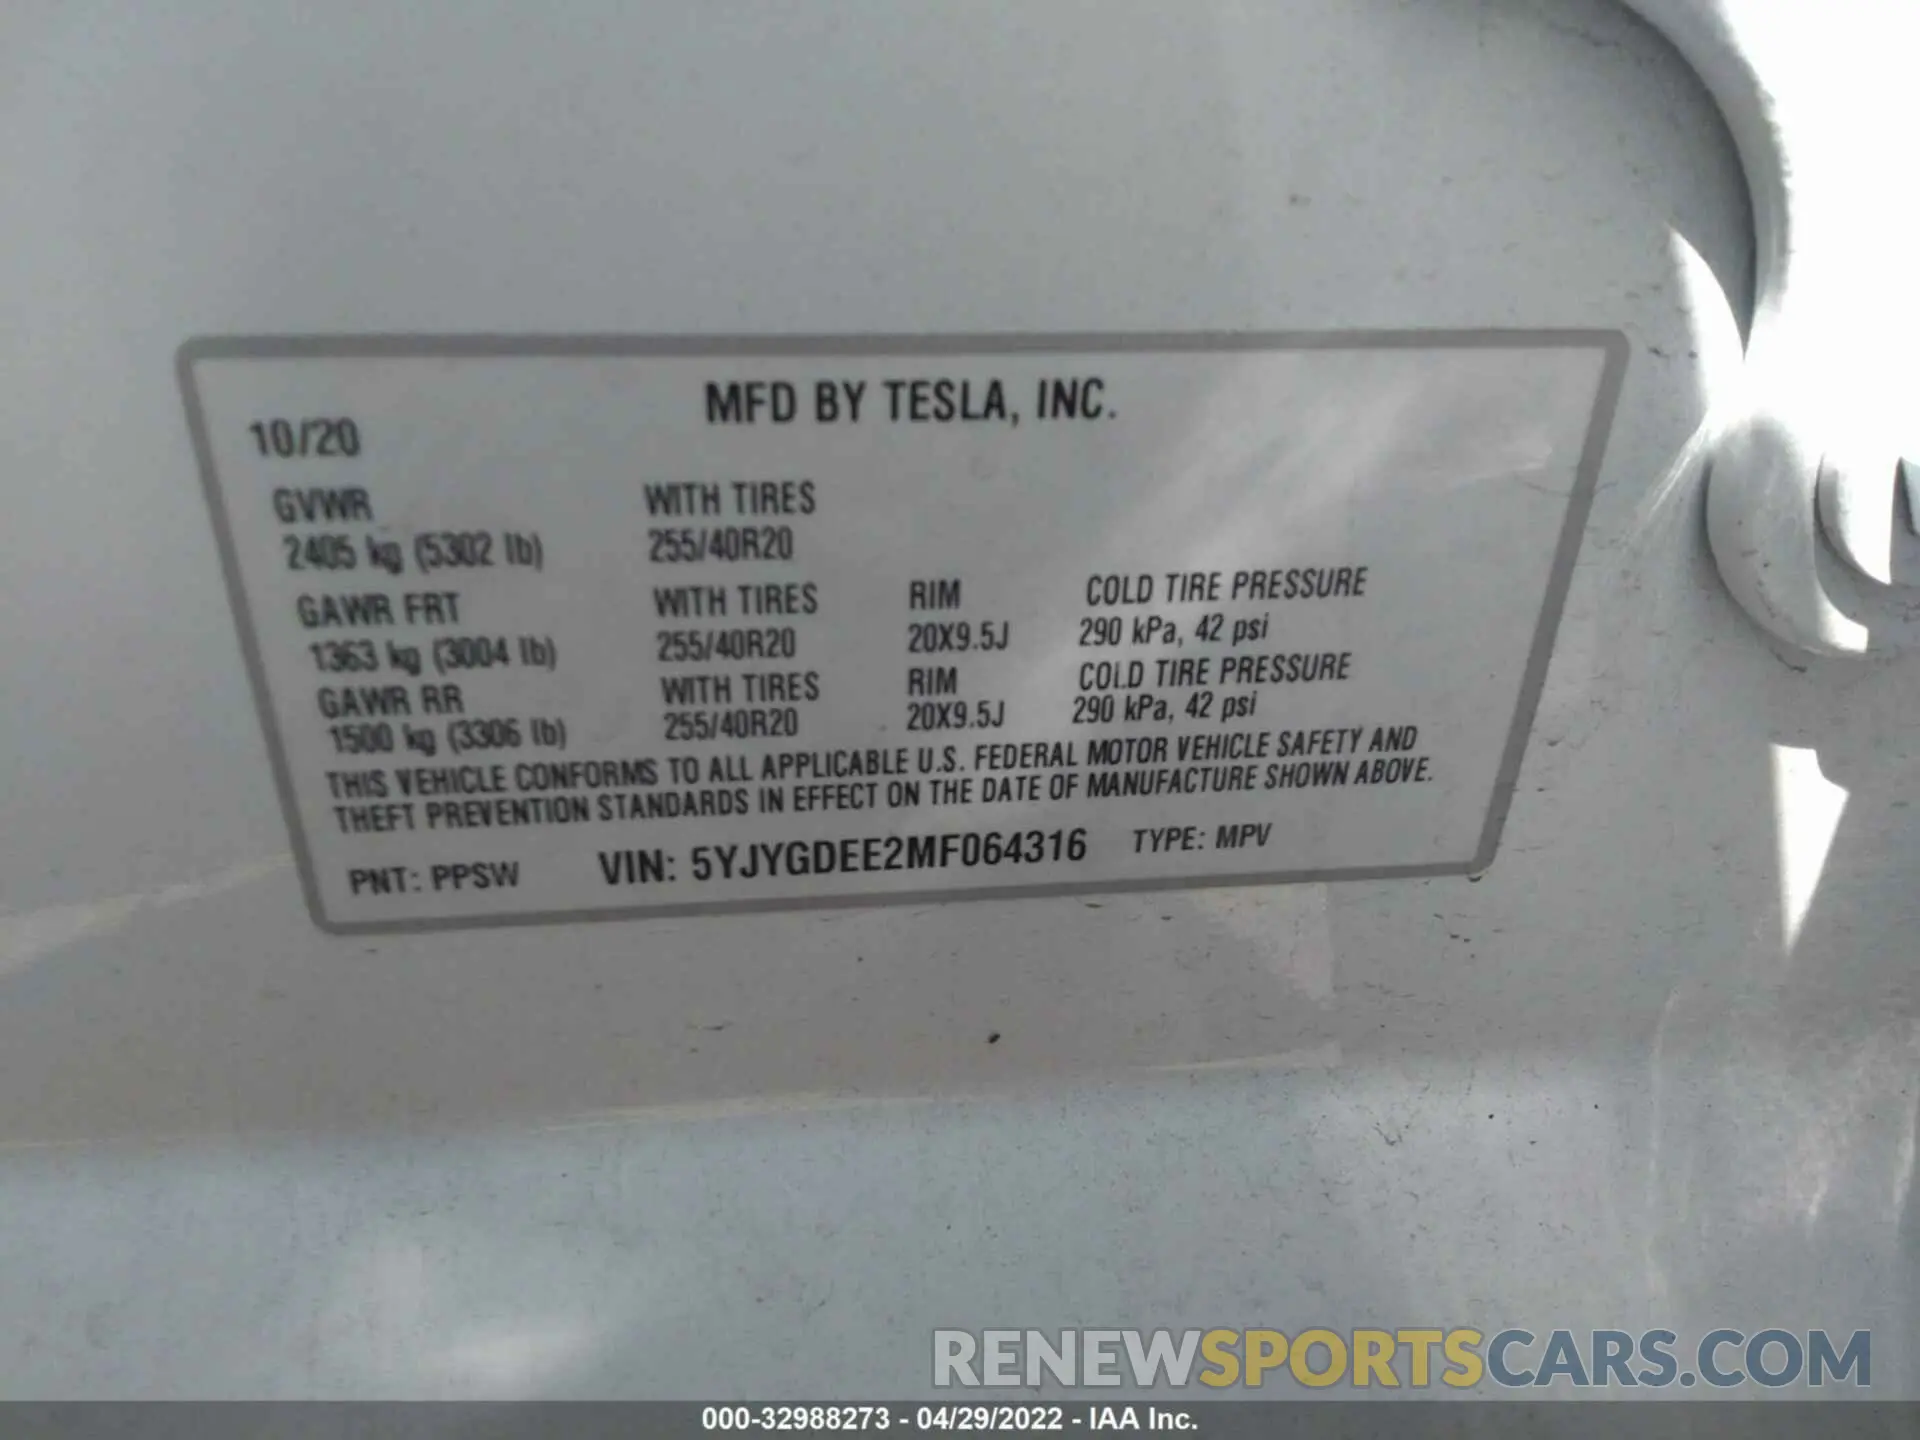 MFD BY TESLA, INC.
10/20
GVWR WITH TIRES
2405 kg (5302 lb) 255/40R20
GAWR FRT WITH TIRES RIM COLD TIRE PRESSURE
1363 kg (3004 lb) 255/40R20 20X9.5J 290 kPa, 42 psi
GAWR RR WITH TIRES RIM COLD TIRE PRESSURE
1500 kg (3306 lb) 255/40R20 20X9.5J 290 kPa, 42 psi
THIS VEHICLE CONFORMS TO ALL APPLICABLE U.S. FEDERAL MOTOR VEHICLE SAFETY AND
THEFT PREVENTION STANDARDS IN EFFECT ON THE DATE OF MANUFACTURE SHOWN ABOVE.
PNT: PPSW VIN: 5YJYGDEE2MF064316 TYPE: MPV
RENEWSPORTSCARS.COM
000-32988273 - 04/29/2022 - IAA Inc.